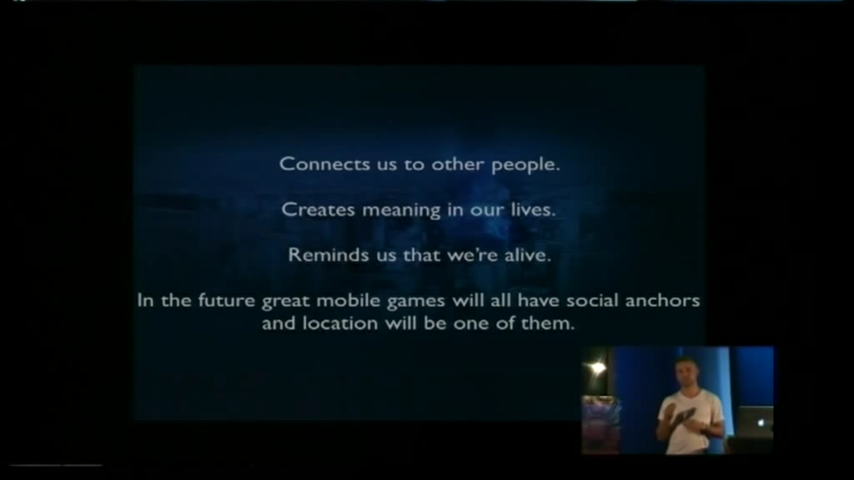 Connects us to other people.
Creates meaning in our lives.
Reminds us that we're alive.
In the future great mobile games will all have social anchors
and location will be one of them.